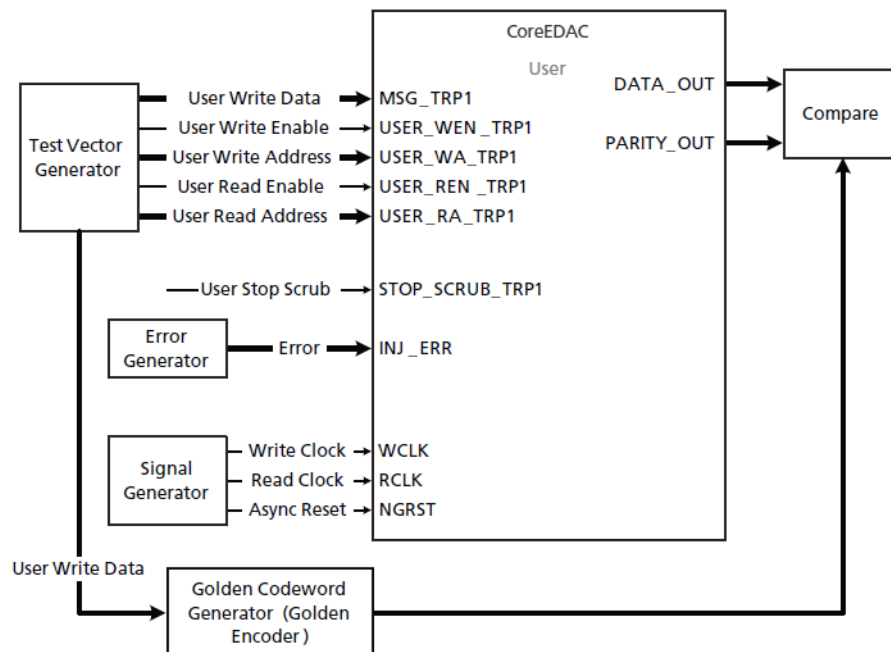 CoreEDAC
User
Test Vector
Generator
User Write Data
MSG_TRP1
User Write Enable
USER_WEN _TRP1
User Write Address
USER_WA_TRP1
User Read Enable
USER_REN _TRP1
User Read Address
USER_RA_TRP1
DATA_OUT
PARITY_OUT
Compare
User Stop Scrub
STOP_SCRUB_TRP1
Error
Generator
Error
INJ _ERR
Signal
Generator
Write Clock
WCLK
Read Clock
RCLK
Async Reset
NGRST
User Write Data
Golden Codeword
Generator (Golden
Encoder )